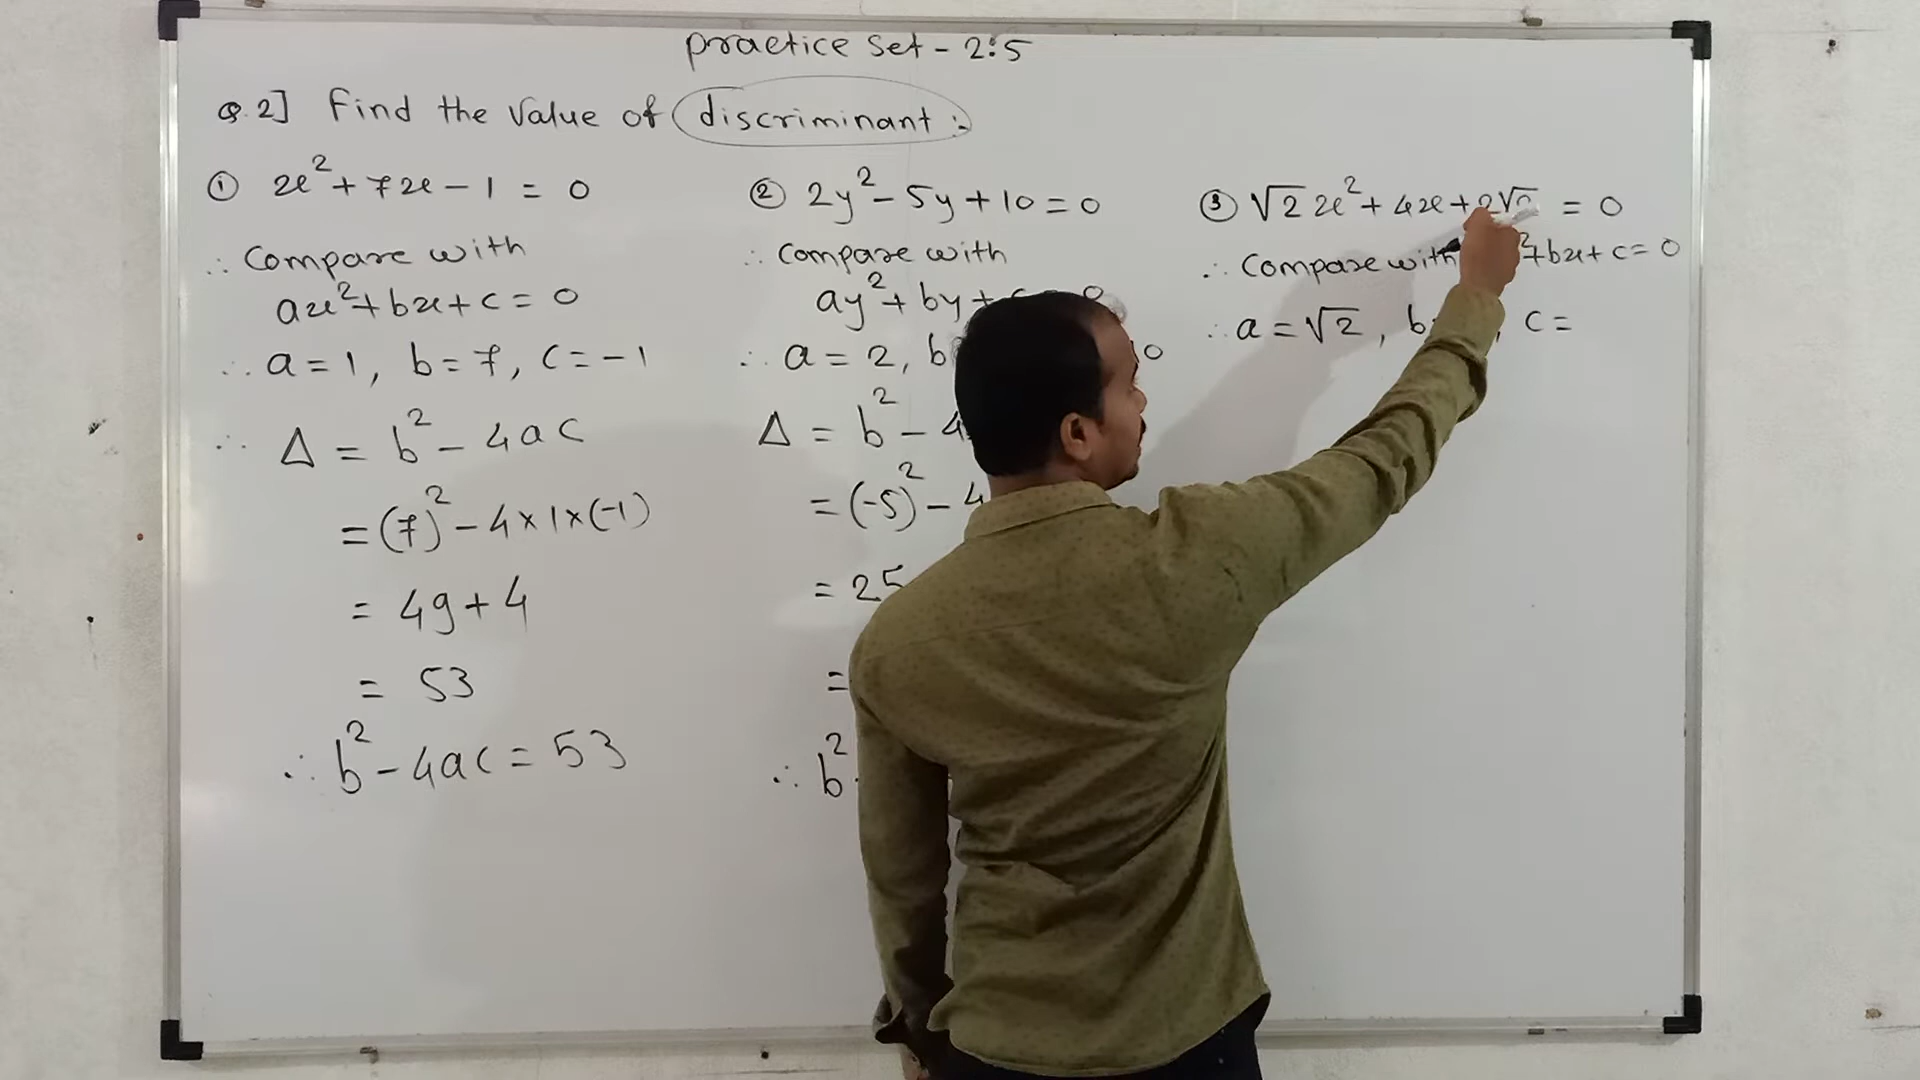 practice set - 2:5
Q.2] Find the value of discriminant :-
① x²+7x-1 = 0
∴ Compare with
ax²+bx+c = 0
∴ a=1, b=7, c=-1
∴ Δ = b²-4ac
=(7)²-4×1×(-1)
= 49+4
= 53
∴ b²-4ac = 53
② 2y²-5y+10=0
∴ Compare with
ay²+by+
∴ a=2, b
Δ = b²-4
=(-5)²-4
= 25
=
∴ b²
③ √2x²+4x+2√2 = 0
∴ Compare with ²+bx+c=0
∴ a=√2, b , c=